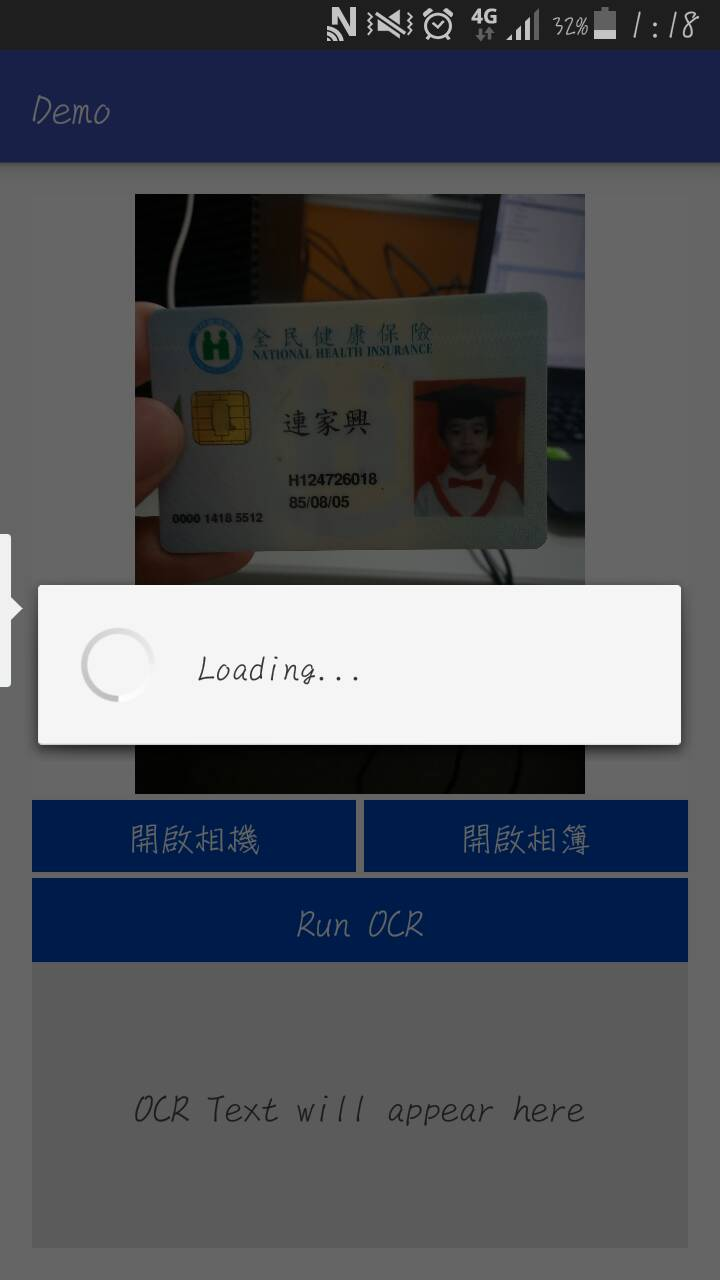 4G 32% 1:18
Demo
全民健康保險
NATIONAL HEALTH INSURANCE
連家興
H124726018
85/08/05
0000 1418 5512
Loading...
開啟相機
開啟相簿
Run OCR
OCR Text will appear here